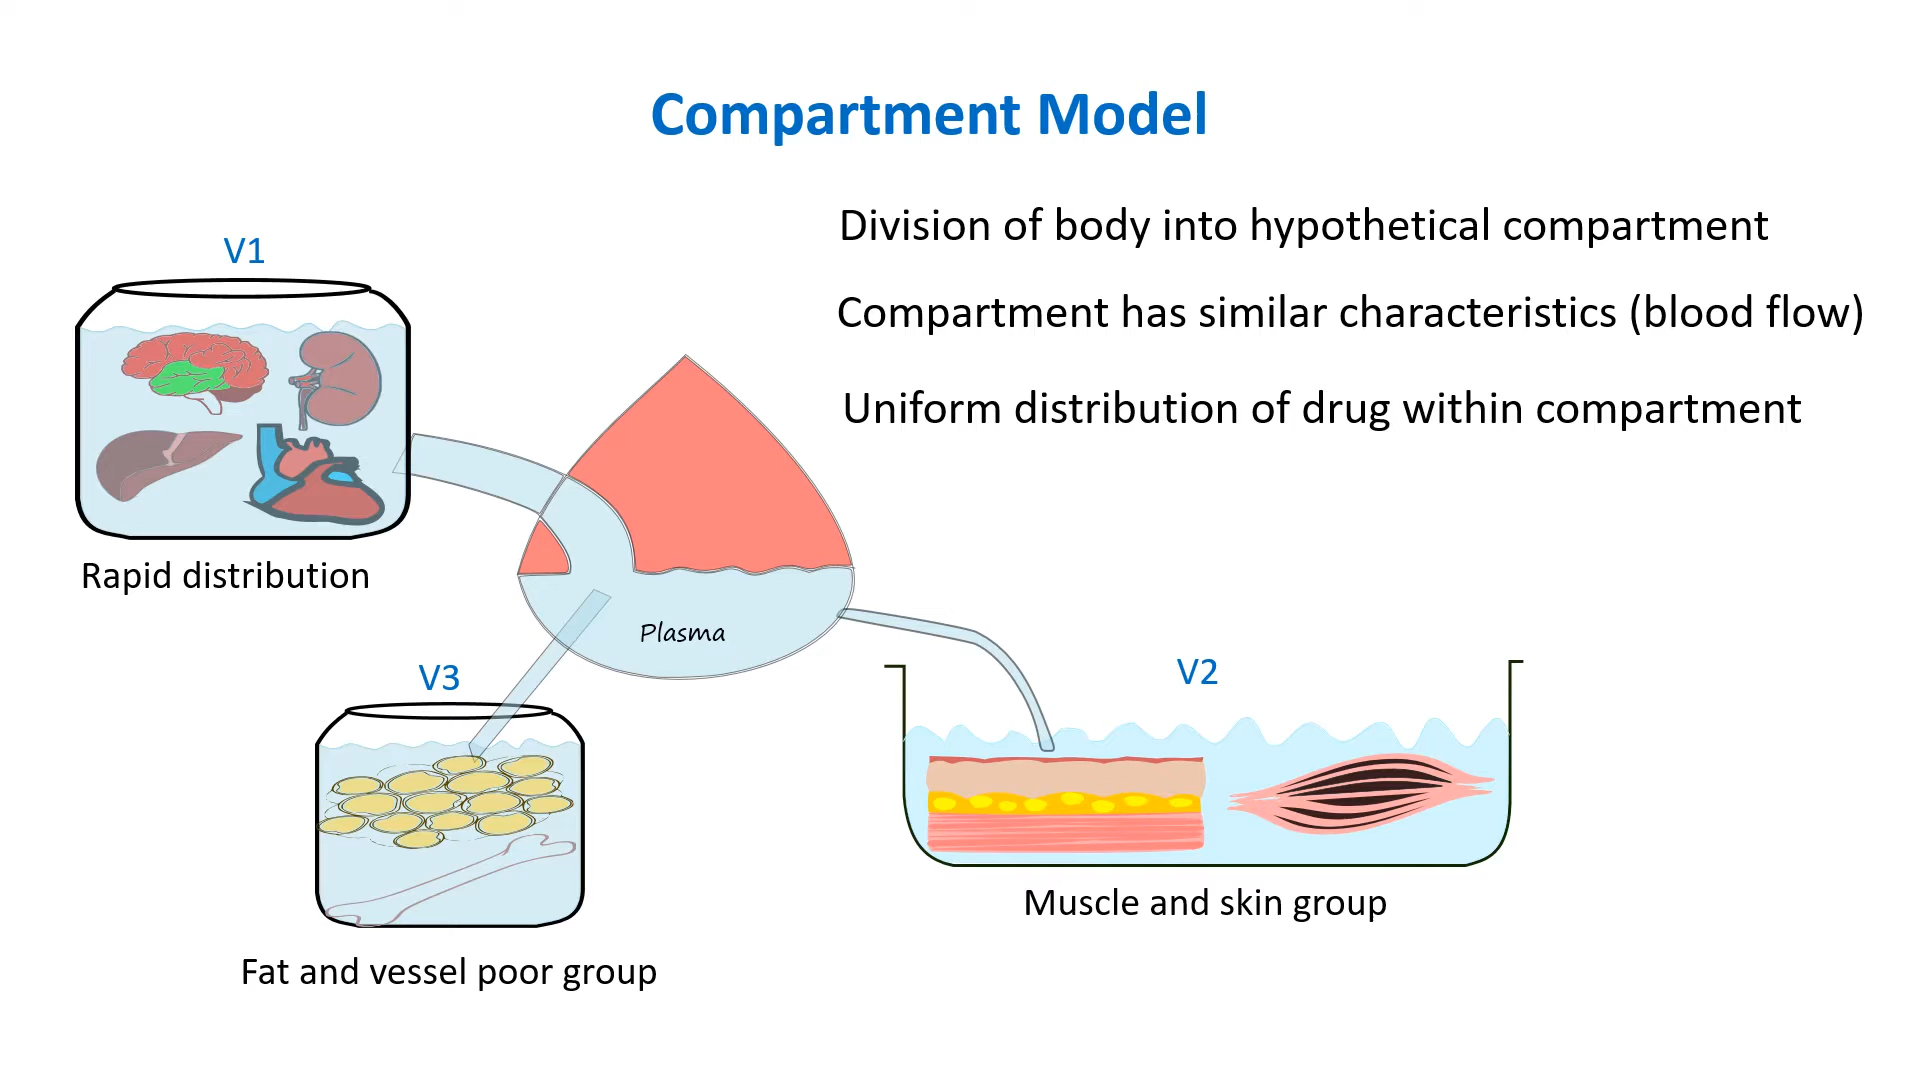 Compartment Model
Division of body into hypothetical compartment
Compartment has similar characteristics (blood flow)
Uniform distribution of drug within compartment
V1
Rapid distribution
Plasma
V3
Fat and vessel poor group
V2
Muscle and skin group